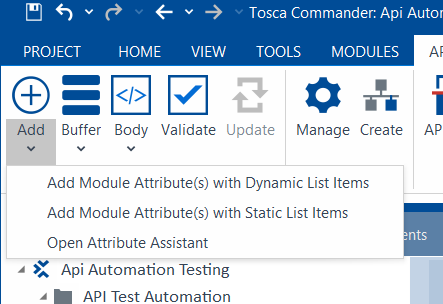 Tosca Commander: Api Autor
PROJECT HOME VIEW TOOLS MODULES AP
Add Buffer Body Validate Update Manage Create AP
Add Module Attribute(s) with Dynamic List Items
Add Module Attribute(s) with Static List Items
Open Attribute Assistant
ents
Api Automation Testing
API Test Automation